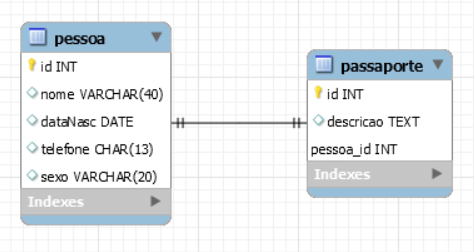 pessoa
id INT
nome VARCHAR(40)
dataNasc DATE
telefone CHAR(13)
sexo VARCHAR(20)
Indexes
passaporte
id INT
descricao TEXT
pessoa_id INT
Indexes